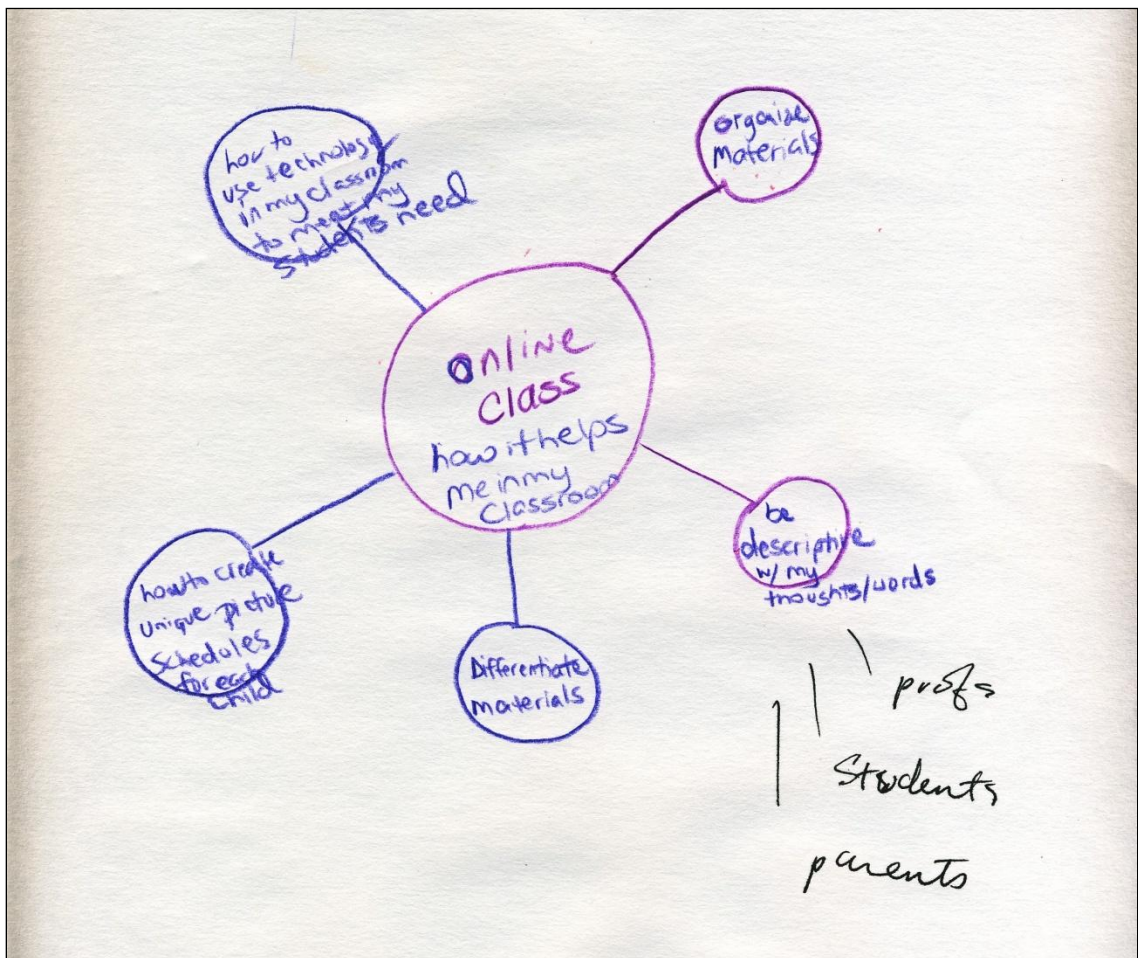 how to
use technology
in my classroom
to meet my
students need
organize
materials
online
class
how it helps
me in my
classroom
be
descriptive
w/ my
thoughts/words
how to create
unique picture
schedules
for each
child
Differentiate
materials
profs
Students
parents